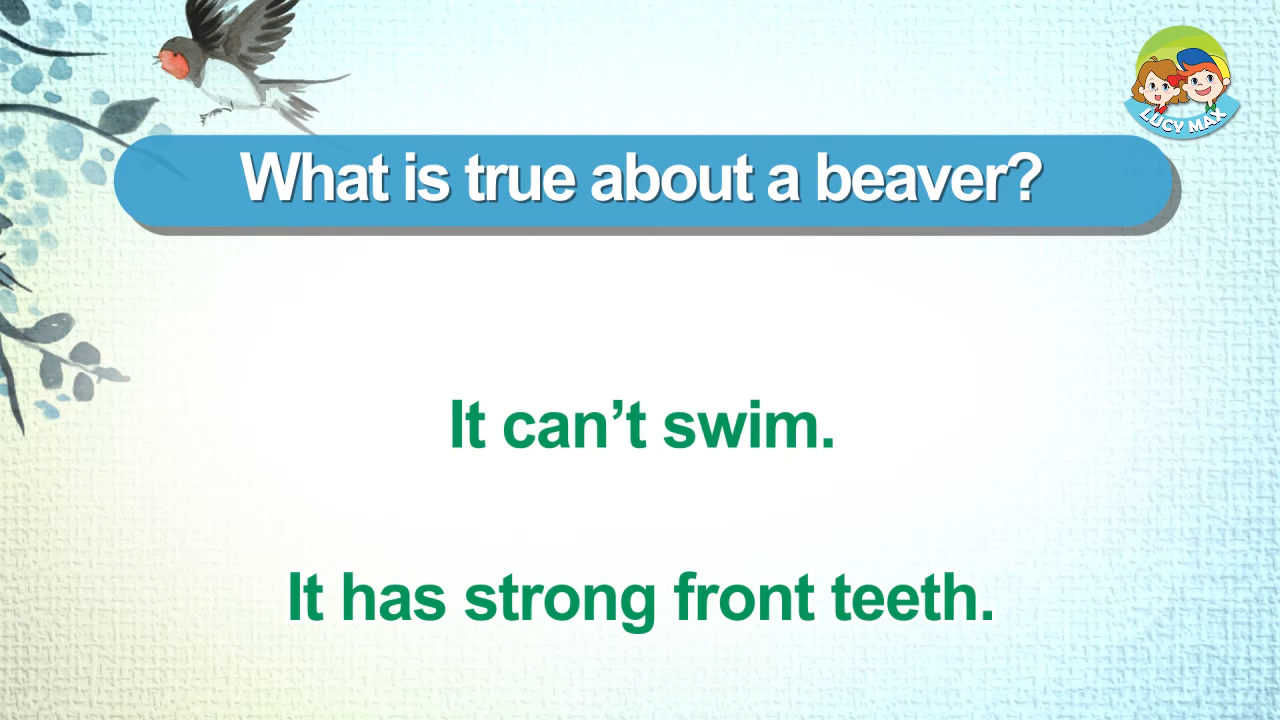 LUCY MAX
What is true about a beaver?
It can’t swim.
It has strong front teeth.